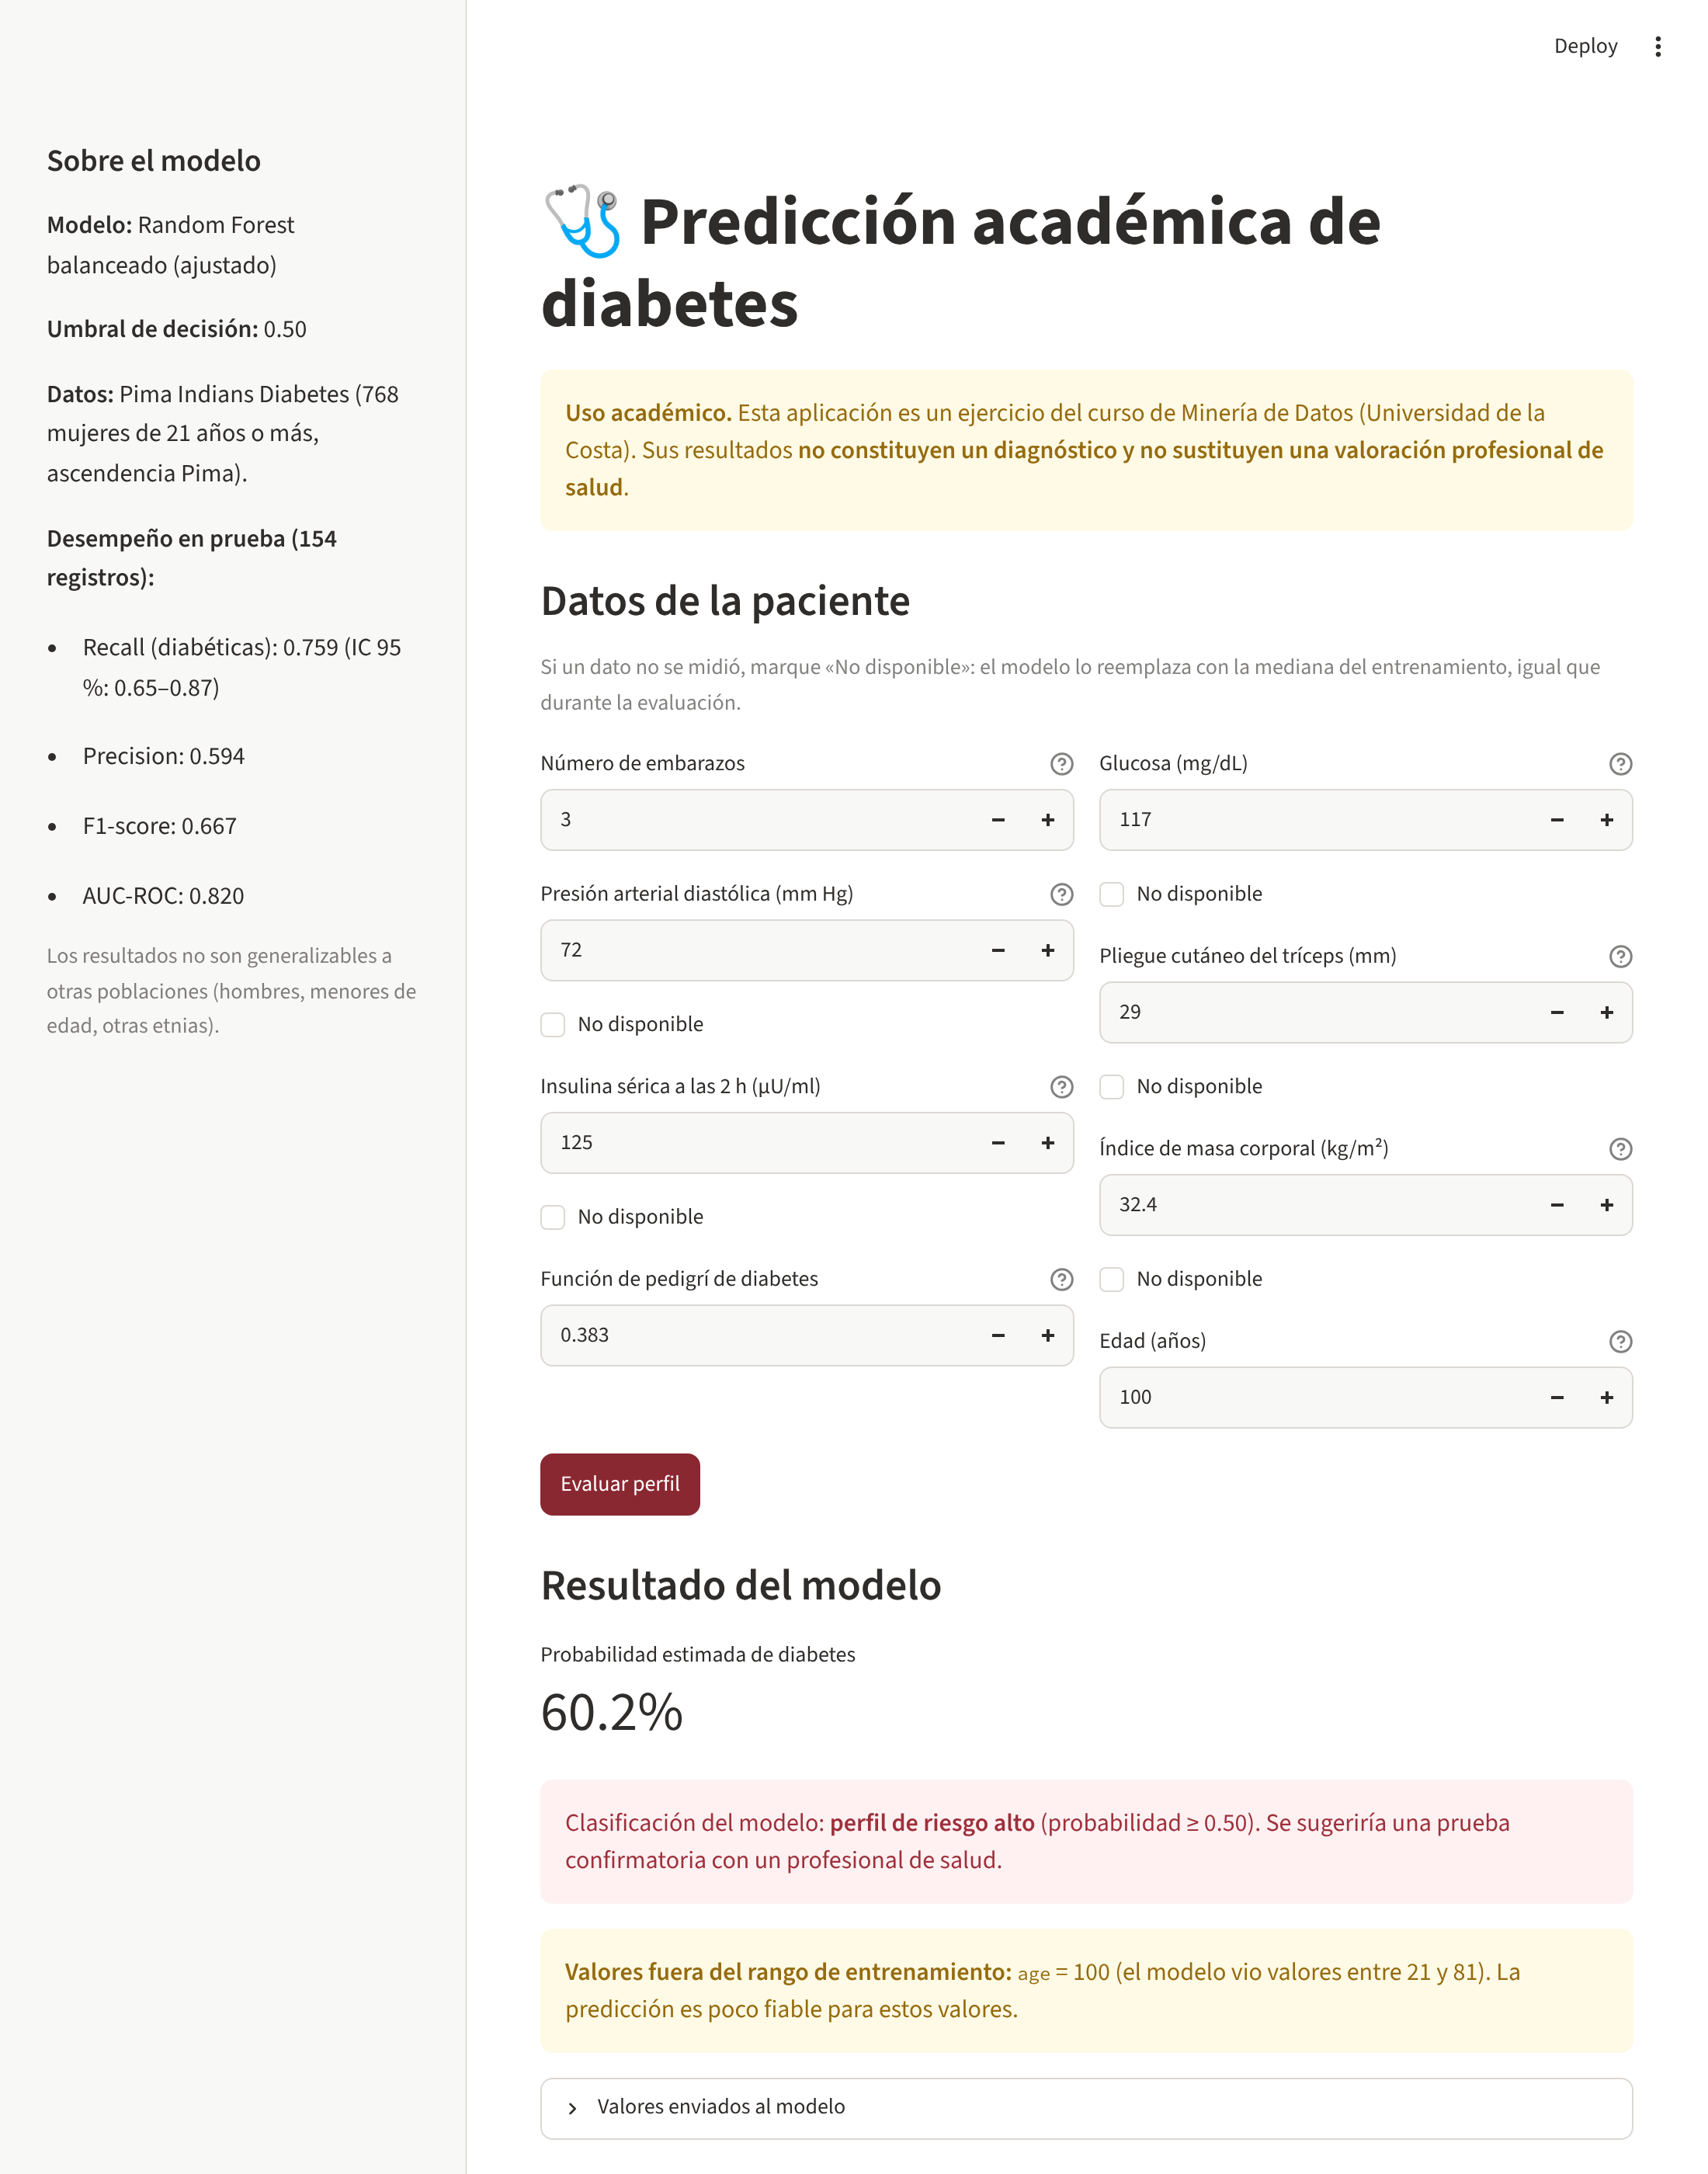 Deploy
Sobre el modelo
Modelo: Random Forest
balanceado (ajustado)
Umbral de decisión: 0.50
Datos: Pima Indians Diabetes (768
mujeres de 21 años o más,
ascendencia Pima).
Desempeño en prueba (154
registros):
• Recall (diabéticas): 0.759 (IC 95
%: 0.65–0.87)
• Precision: 0.594
• F1-score: 0.667
• AUC-ROC: 0.820
Los resultados no son generalizables a
otras poblaciones (hombres, menores de
edad, otras etnias).
Predicción académica de
diabetes
Uso académico. Esta aplicación es un ejercicio del curso de Minería de Datos (Universidad de la
Costa). Sus resultados no constituyen un diagnóstico y no sustituyen una valoración profesional de
salud.
Datos de la paciente
Si un dato no se midió, marque «No disponible»: el modelo lo reemplaza con la mediana del entrenamiento, igual que
durante la evaluación.
Número de embarazos
3
Presión arterial diastólica (mm Hg)
72
No disponible
Insulina sérica a las 2 h (µU/ml)
125
No disponible
Función de pedigrí de diabetes
0.383
Glucosa (mg/dL)
117
No disponible
Pliegue cutáneo del tríceps (mm)
29
No disponible
Índice de masa corporal (kg/m²)
32.4
No disponible
Edad (años)
100
Evaluar perfil
Resultado del modelo
Probabilidad estimada de diabetes
60.2%
Clasificación del modelo: perfil de riesgo alto (probabilidad ≥ 0.50). Se sugeriría una prueba
confirmatoria con un profesional de salud.
Valores fuera del rango de entrenamiento: age = 100 (el modelo vio valores entre 21 y 81). La
predicción es poco fiable para estos valores.
Valores enviados al modelo